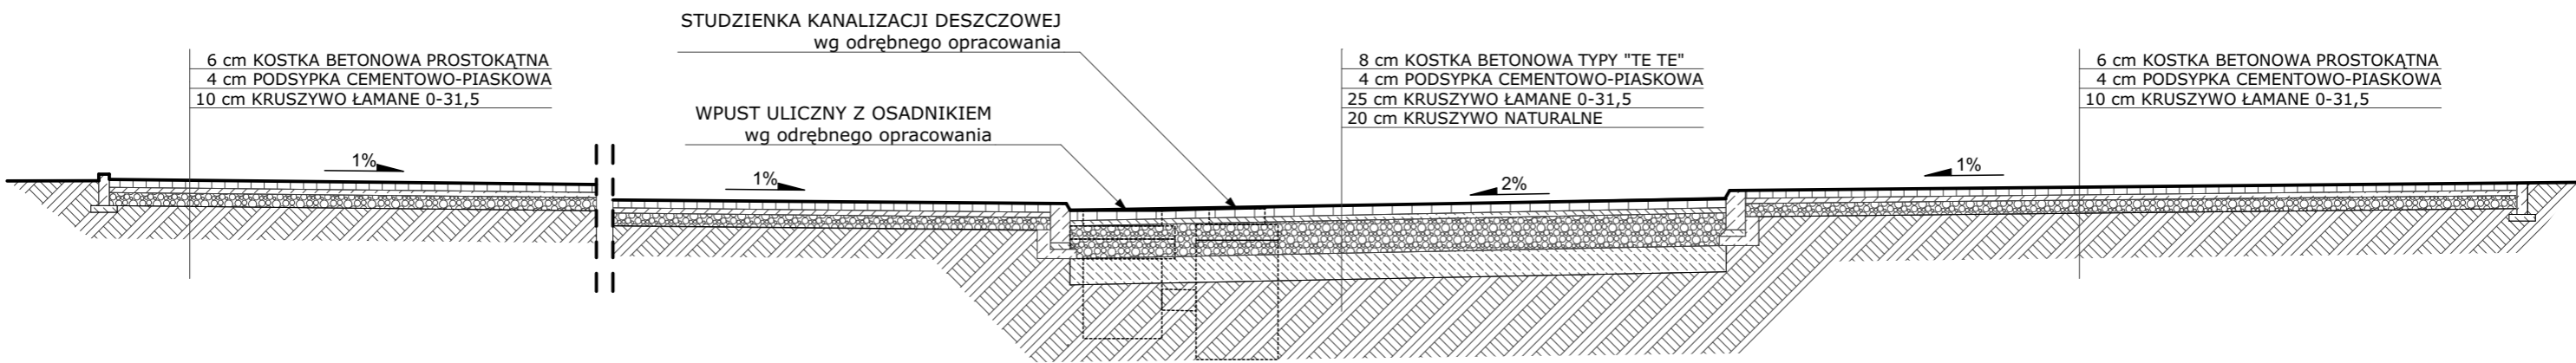 STUDZIENKA KANALIZACJI DESZCZOWEJ
wg odrębnego opracowania
6 cm KOSTKA BETONOWA PROSTOKĄTNA
4 cm PODSYPKA CEMENTOWO-PIASKOWA
10 cm KRUSZYWO ŁAMANE 0-31,5
WPUST ULICZNY Z OSADNIKIEM
wg odrębnego opracowania
8 cm KOSTKA BETONOWA TYPY "TE TE"
4 cm PODSYPKA CEMENTOWO-PIASKOWA
25 cm KRUSZYWO ŁAMANE 0-31,5
20 cm KRUSZYWO NATURALNE
6 cm KOSTKA BETONOWA PROSTOKĄTNA
4 cm PODSYPKA CEMENTOWO-PIASKOWA
10 cm KRUSZYWO ŁAMANE 0-31,5
1%
1%
2%
1%